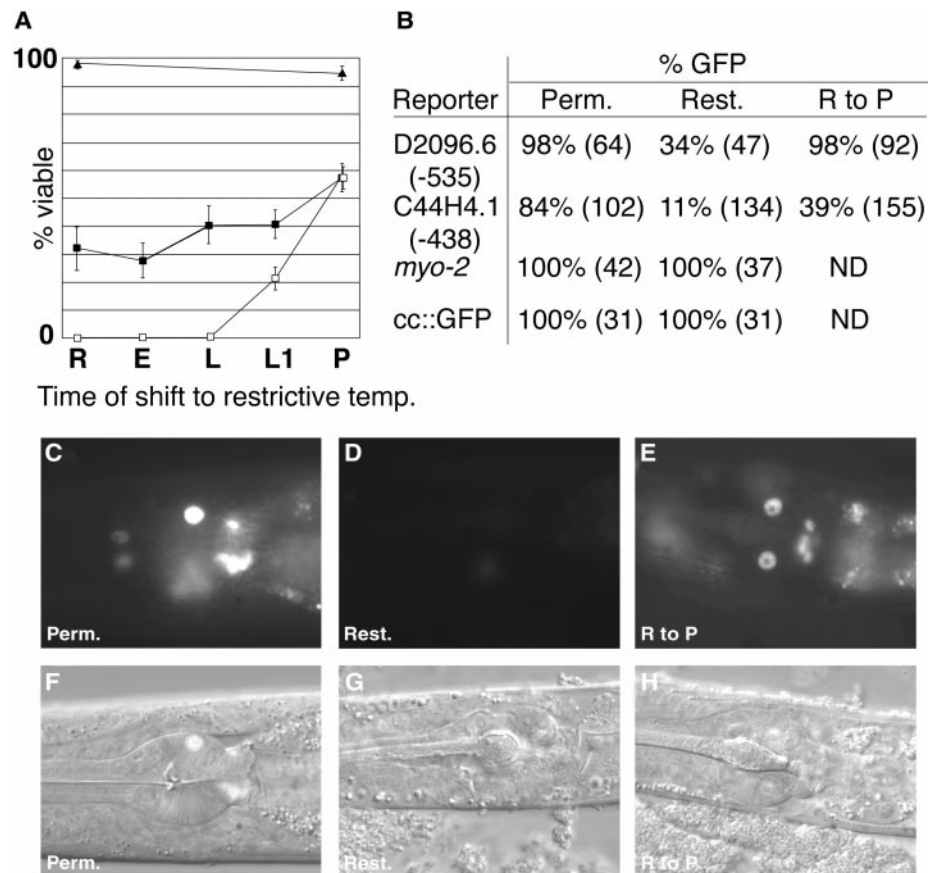 A
100
% viable
0
R E L L1 P
Time of shift to restrictive temp.
B
% GFP
Reporter Perm. Rest. R to P
D2096.6 98% (64) 34% (47) 98% (92)
(-535)
C44H4.1 84% (102) 11% (134) 39% (155)
(-438)
myo-2 100% (42) 100% (37) ND
cc::GFP 100% (31) 100% (31) ND
C
Perm.
D
Rest.
E
R to P
F
Perm.
G
Rest.
H
R to P